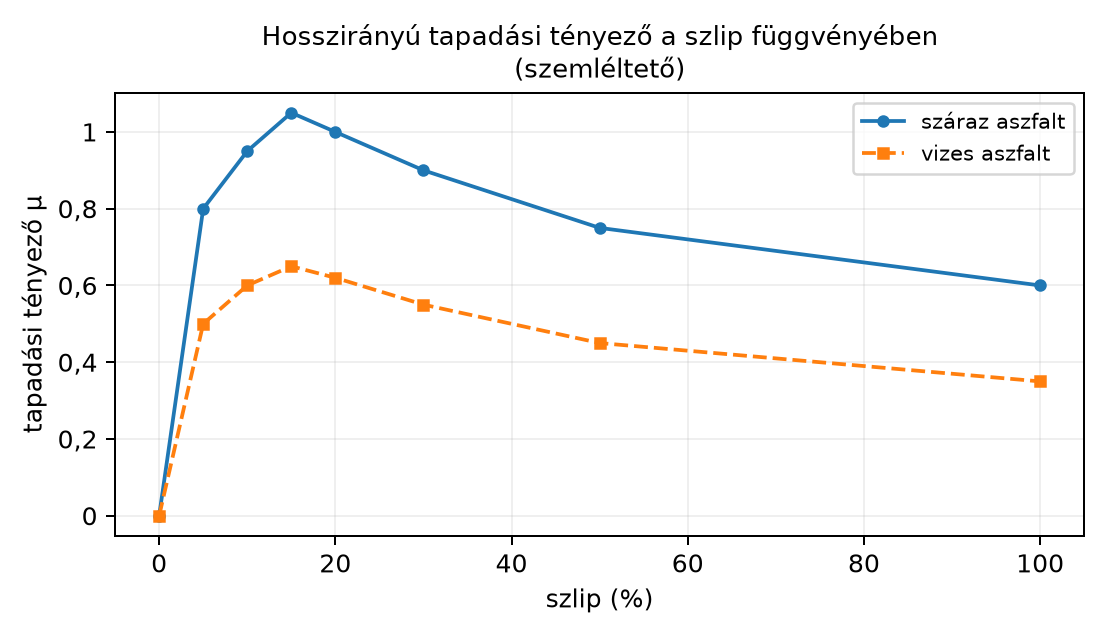 Hosszirányú tapadási tényező a szlip függvényében
(szemléltető)
száraz aszfalt
vizes aszfalt
tapadási tényező μ
1
0,8
0,6
0,4
0,2
0
0 20 40 60 80 100
szlip (%)